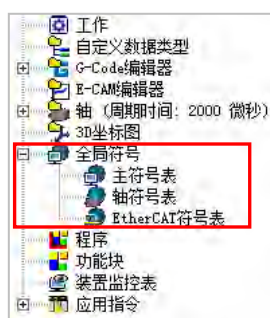 工作
自定义数据类型
G-Code编辑器
E-CAM编辑器
轴 (周期时间: 2000 微秒)
3D坐标图
全局符号
主符号表
轴符号表
EtherCAT符号表
程序
功能块
装置监控表
应用指令